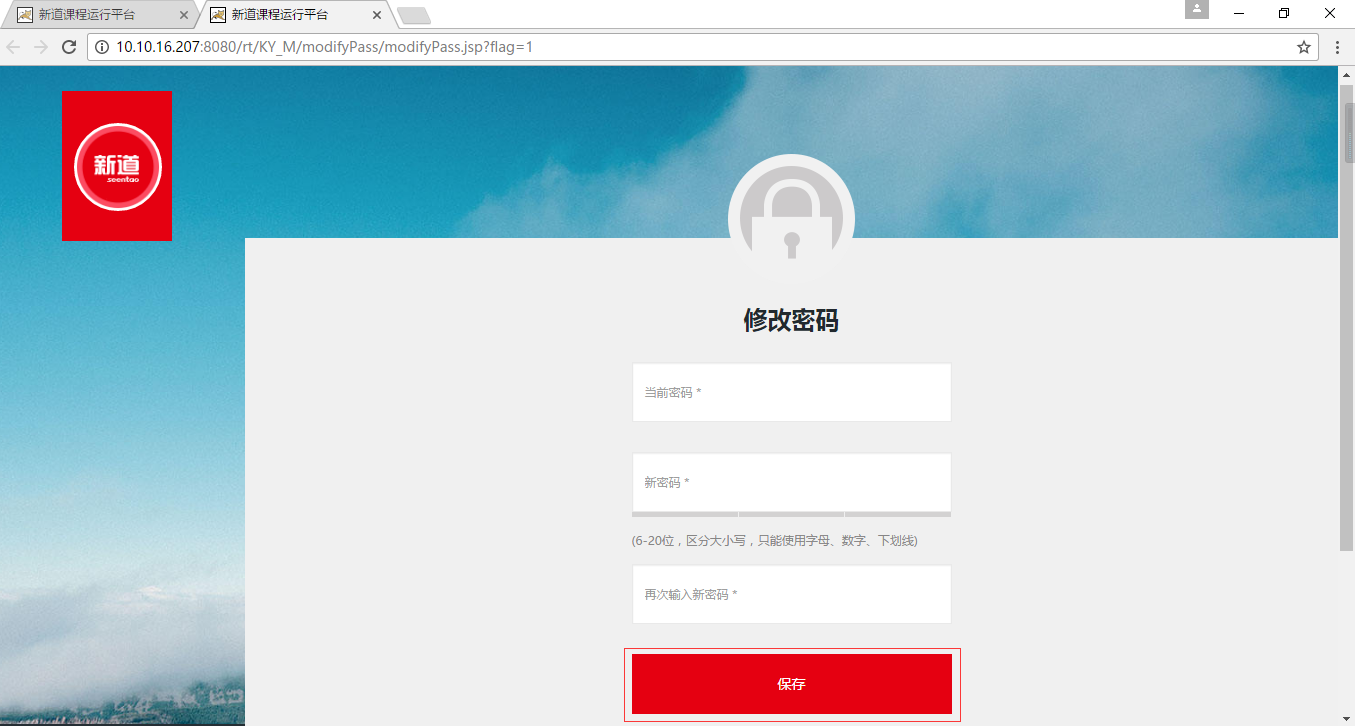 新道课程运行平台
新道课程运行平台
10.10.16.207:8080/rt/KY_M/modifyPass/modifyPass.jsp?flag=1
新道
seentao
修改密码
当前密码 *
新密码 *
(6-20位，区分大小写，只能使用字母、数字、下划线)
再次输入新密码 *
保存